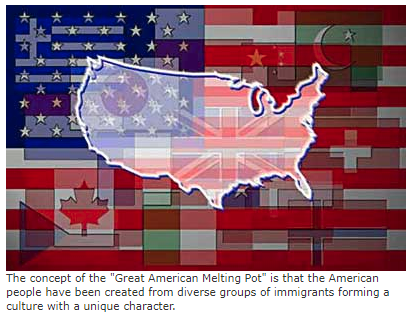 The concept of the "Great American Melting Pot" is that the American
people have been created from diverse groups of immigrants forming a
culture with a unique character.